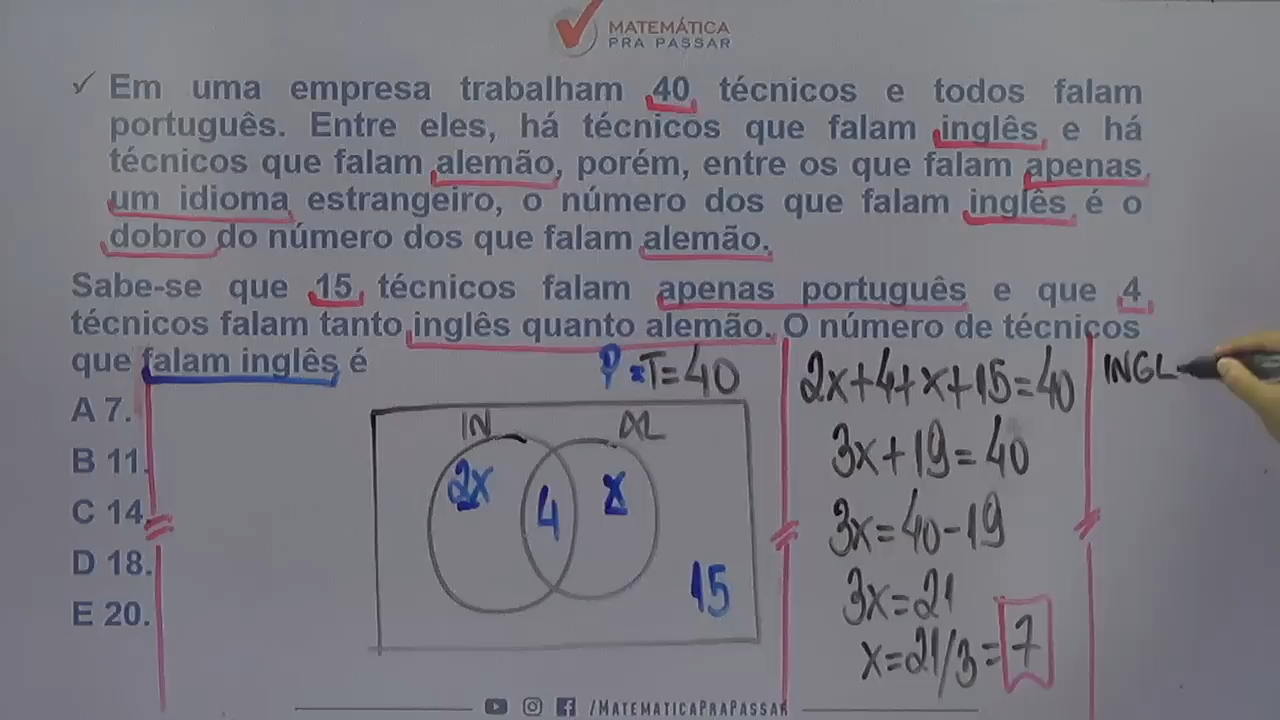 MATEMÁTICA
PRA PASSAR
✓ Em uma empresa trabalham 40 técnicos e todos falam
português. Entre eles, há técnicos que falam inglês e há
técnicos que falam alemão, porém, entre os que falam apenas
um idioma estrangeiro, o número dos que falam inglês é o
dobro do número dos que falam alemão.
Sabe-se que 15 técnicos falam apenas português e que 4
técnicos falam tanto inglês quanto alemão. O número de técnicos
que falam inglês é
A 7.
B 11.
C 14.
D 18.
E 20.
P = T = 40
IN AL
2x 4 x
15
2x+4+x+15=40
3x+19=40
3x=40-19
3x=21
x=21/3=7
INGL
/MATEMATICAPRAPASSAR